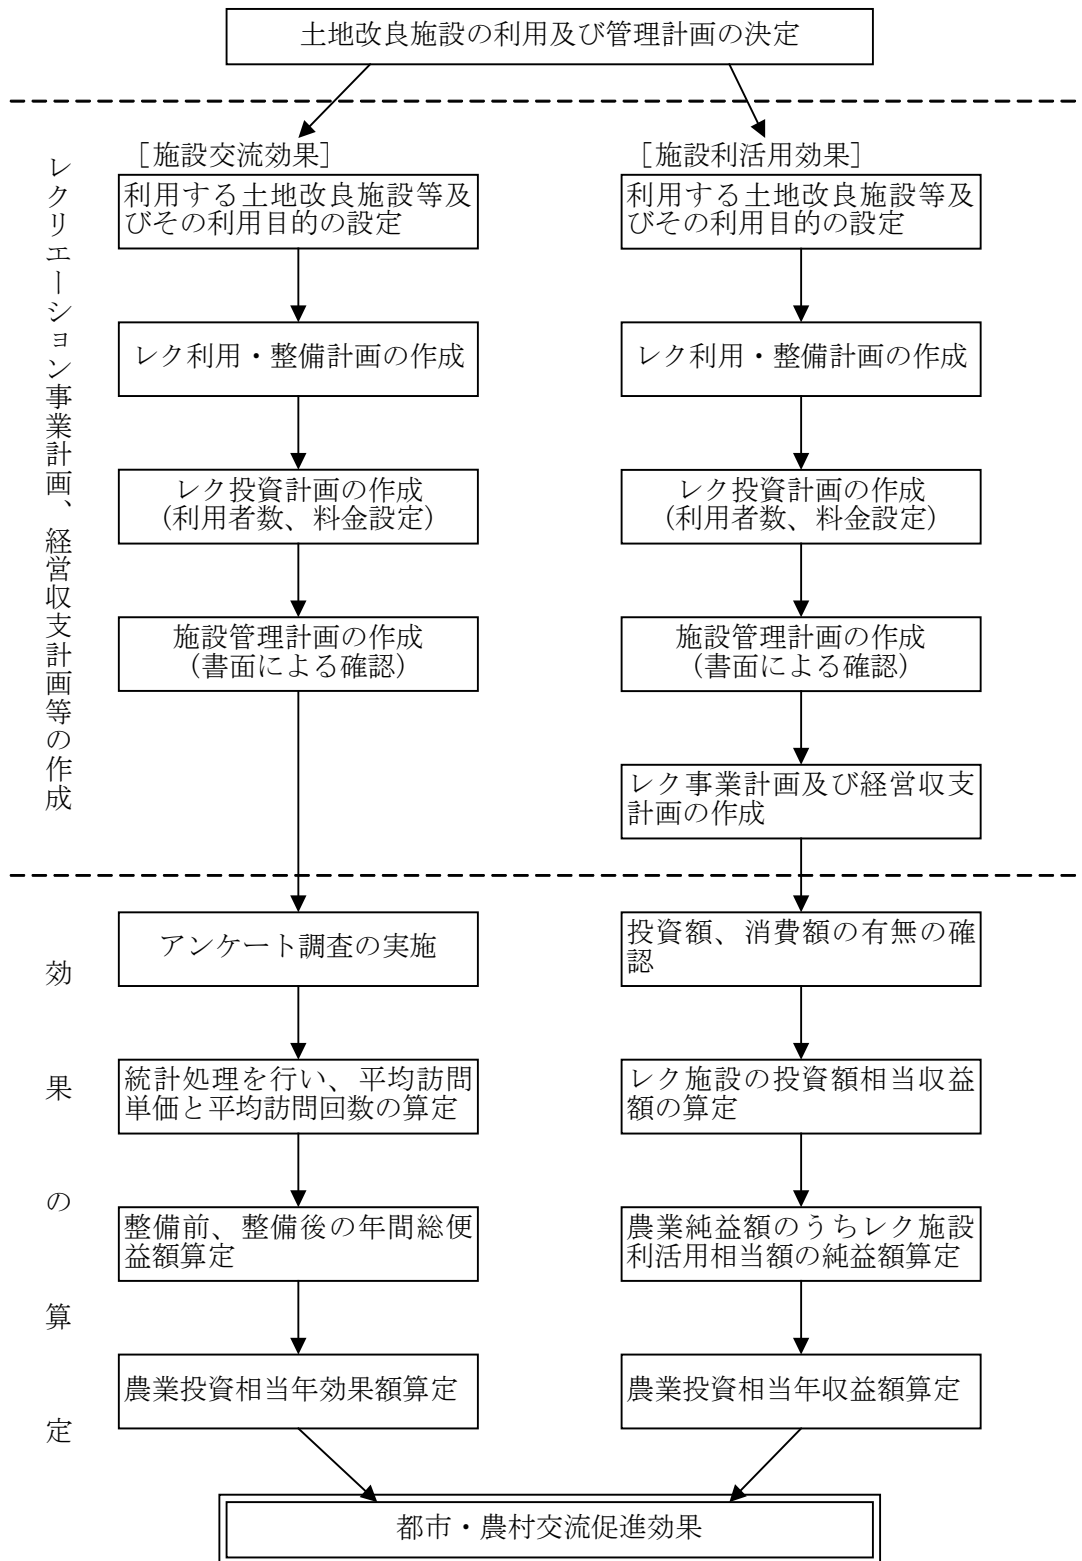 土地改良施設の利用及び管理計画の決定
レクリエーション事業計画、経営収支計画等の作成
［施設交流効果］
利用する土地改良施設等及
びその利用目的の設定
レク利用・整備計画の作成
レク投資計画の作成
（利用者数、料金設定）
施設管理計画の作成
（書面による確認）
［施設利活用効果］
利用する土地改良施設等及
びその利用目的の設定
レク利用・整備計画の作成
レク投資計画の作成
（利用者数、料金設定）
施設管理計画の作成
（書面による確認）
レク事業計画及び経営収支
計画の作成
効果の算定
アンケート調査の実施
統計処理を行い、平均訪問
単価と平均訪問回数の算定
整備前、整備後の年間総便
益額算定
農業投資相当年効果額算定
投資額、消費額の有無の確
認
レク施設の投資額相当収益
額の算定
農業純益額のうちレク施設
利活用相当額の純益額算定
農業投資相当年収益額算定
都市・農村交流促進効果